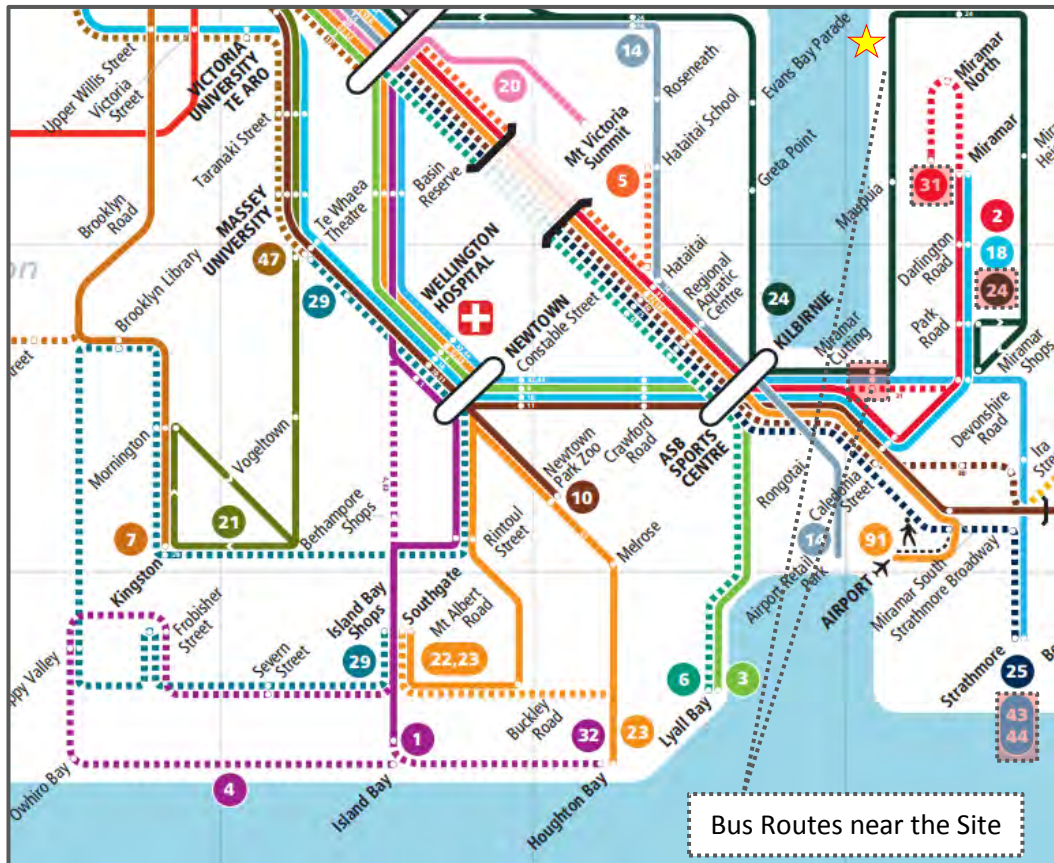 Upper Willis Street
Victoria
Street
VICTORIA
UNIVERSITY
TE ARO
Taranaki Street
MASSEY
UNIVERSITY
Brooklyn
Road
Brooklyn Library
47
29
Te Whaea
Theatre
Basin
Reserve
WELLINGTON
HOSPITAL
NEWTOWN
Constable Street
20
Mt Victoria
Summit
5
14
Roseneath
Hataitai School
Hataitai
Regional
Aquatic
Centre
Evans Bay Parade
Greta Point
24
KILBIRNIE
Maupuia
Miramar
Cutting
Miramar
North
Miramar
31
2
18
24
Darlington
Road
Park
Road
Miramar
Shops
Devonshire
Road
Ira
Mornington
Vogeltown
21
7
Kingston
Berhampore
Shops
Newtown
Park Zoo
10
Crawford
Road
ASB
SPORTS
CENTRE
Rongotai
Caledonia
Street
14
Airport Retail
Park
91
AIRPORT
Miramar South
Strathmore Broadway
Rintoul
Street
Melrose
Frobisher
Street
Severn
Street
Island Bay
Shops
29
Southgate
Mt Albert
Road
22,23
Buckley
Road
6
3
Lyall Bay
Strathmore
25
43
44
Owhiro Bay
4
1
Island Bay
32
23
Houghton Bay
Bus Routes near the Site